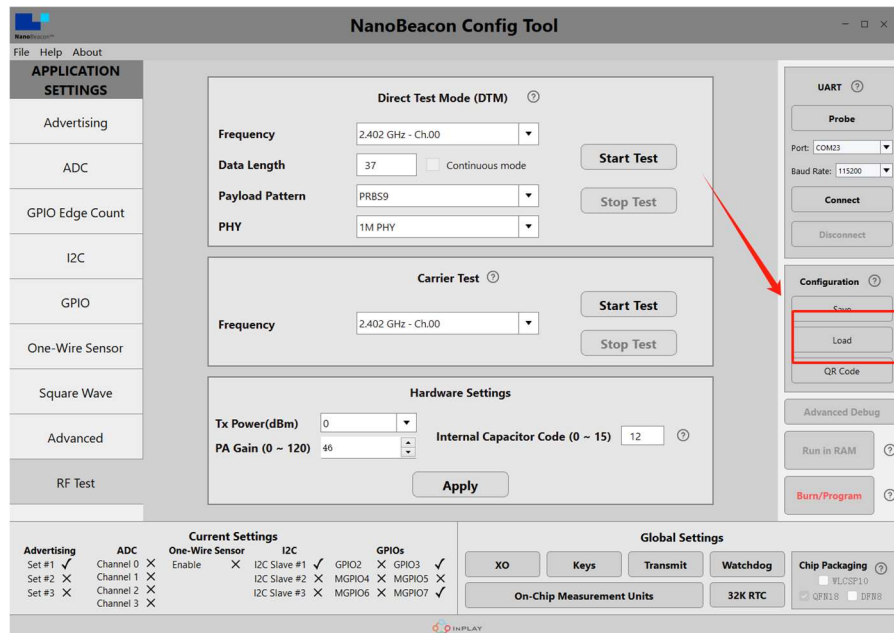 NanoBeacon™
NanoBeacon Config Tool
File Help About
APPLICATION
SETTINGS
Advertising
ADC
GPIO Edge Count
I2C
GPIO
One-Wire Sensor
Square Wave
Advanced
RF Test
Direct Test Mode (DTM) ?
Frequency 2.402 GHz - Ch.00
Data Length 37 Continuous mode
Payload Pattern PRBS9
PHY 1M PHY
Start Test
Stop Test
Carrier Test ?
Frequency 2.402 GHz - Ch.00
Start Test
Stop Test
Hardware Settings
Tx Power(dBm) 0
PA Gain (0 ~ 120) 46
Internal Capacitor Code (0 ~ 15) 12 ?
Apply
UART ?
Probe
Port: COM23
Baud Rate: 115200
Connect
Disconnect
Configuration ?
Save
Load
QR Code
Advanced Debug
Run in RAM ?
Burn/Program ?
Current Settings
Advertising ADC One-Wire Sensor I2C GPIOs
Set #1 ✓ Channel 0 ✕ Enable ✕ I2C Slave #1 ✓ GPIO2 ✕ GPIO3 ✓
Set #2 ✕ Channel 1 ✕ I2C Slave #2 ✕ MGPIO4 ✕ MGPIO5 ✕
Set #3 ✕ Channel 2 ✕ I2C Slave #3 ✕ MGPIO6 ✕ MGPIO7 ✓
Channel 3 ✕
Global Settings
XO Keys Transmit Watchdog
On-Chip Measurement Units 32K RTC
Chip Packaging ?
WLCSP10
QFN18 DFN8
INPLAY